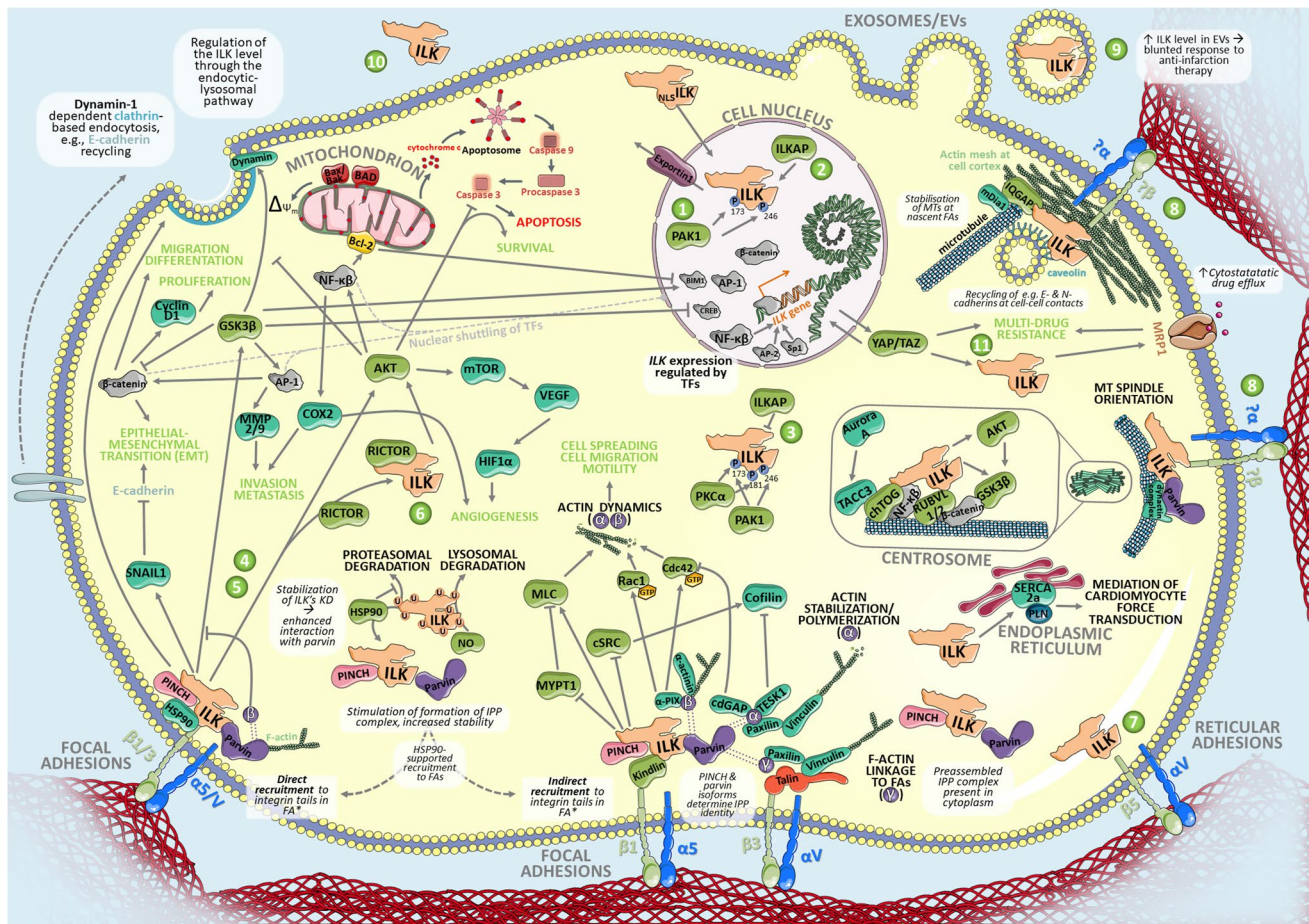 EXOSOMES/EVs
9
↑ ILK level in EVs →
blunted response to
anti-infarction
therapy
ILK
10
ILK
Regulation of
the ILK level
through the
endocytic-
lysosomal
pathway
Dynamin-1
dependent clathrin-
based endocytosis,
e.g., E-cadherin
recycling
Dynamin
MITOCHONDRION
Bax/
Bak
BAD
ΔΨm
Bcl-2
cytochrome c
Apoptosome
Caspase 9
Procaspase 3
Caspase 3
APOPTOSIS
SURVIVAL
NLS
ILK
CELL NUCLEUS
Exportin1
ILKAP
2
ILK
P
P
173
246
1
PAK1
β-catenin
BIM1
AP-1
CREB
ILK gene
NF-κβ
AP-2
Sp1
ILK expression
regulated by
TFs
Actin mesh at
cell cortex
Stabilisation
of MTs at
nascent FAs
mDia1
IQGAP
ILK
microtubule
caveolin
Recycling of e.g. E- & N-
cadherins at cell-cell contacts
?α
?β
8
↑Cytostatatatic
drug efflux
MRP1
YAP/TAZ
MULTI-DRUG
RESISTANCE
11
ILK
MIGRATION
DIFFERENTIATION
PROLIFERATION
Cyclin
D1
GSK3β
NF-κβ
Nuclear shuttling of TFs
β-catenin
AP-1
AKT
mTOR
VEGF
MMP
2/9
COX2
HIF1α
EPITHELIAL-
MESENCHYMAL
TRANSITION (EMT)
E-cadherin
INVASION
METASTASIS
ANGIOGENESIS
RICTOR
ILK
6
RICTOR
SNAIL1
4
5
CELL SPREADING
CELL MIGRATION
MOTILITY
ACTIN DYNAMICS
(α β)
ILKAP
3
ILK
P
P
P
173
181
246
PKCα
PAK1
Aurora
A
TACC3
chTOG
NF-κβ
RUBVL
1/2
β-catenin
GSK3β
AKT
ILK
CENTROSOME
MT SPINDLE
ORIENTATION
ILK
Parvin
dynactin
complex
8
?α
?β
PROTEASOMAL
DEGRADATION
LYSOSOMAL
DEGRADATION
Stabilization
of ILK's KD
→
enhanced
interaction
with parvin
HSP90
U
U
U
U
U
U
ILK
NO
PINCH
ILK
Parvin
Stimulation of formation of IPP
complex, increased stability
HSP90-
supported
recruitment
to FAs
Direct
recruitment to
integrin tails in
FA*
Indirect
recruitment to
integrin tails in
FA*
MLC
Rac1
GTP
Cdc42
GTP
cSRC
MYPT1
Cofilin
ACTIN
STABILIZATION/
POLYMERIZATION
(α)
α-actinin
α-PIX
β
cdGAP
α
TESK1
Paxilin
Vinculin
PINCH
ILK
Parvin
Kindlin
γ
Paxilin
Vinculin
Talin
PINCH &
parvin
isoforms
determine IPP
identity
F-ACTIN
LINKAGE
TO FAs
(γ)
SERCA
2a
PLN
MEDIATION OF
CARDIOMYOCYTE
FORCE
TRANSDUCTION
ENDOPLASMIC
RETICULUM
ILK
PINCH
ILK
Parvin
Preassembled
IPP complex
present in
cytoplasm
7
ILK
RETICULAR
ADHESIONS
αV
β5
PINCH
HSP90
ILK
Parvin
β
F-actin
FOCAL
ADHESIONS
β1/3
α5/V
FOCAL
ADHESIONS
β1
α5
β3
αV